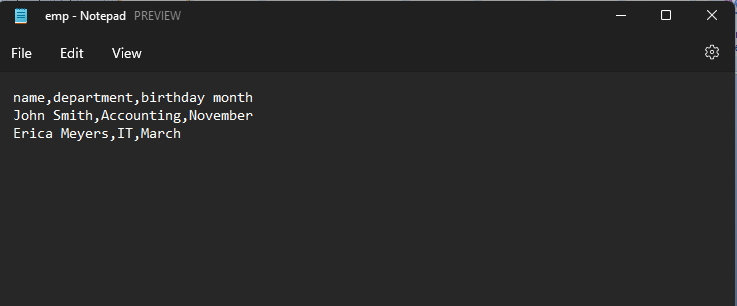 emp - Notepad PREVIEW
File Edit View
name,department,birthday month
John Smith,Accounting,November
Erica Meyers,IT,March